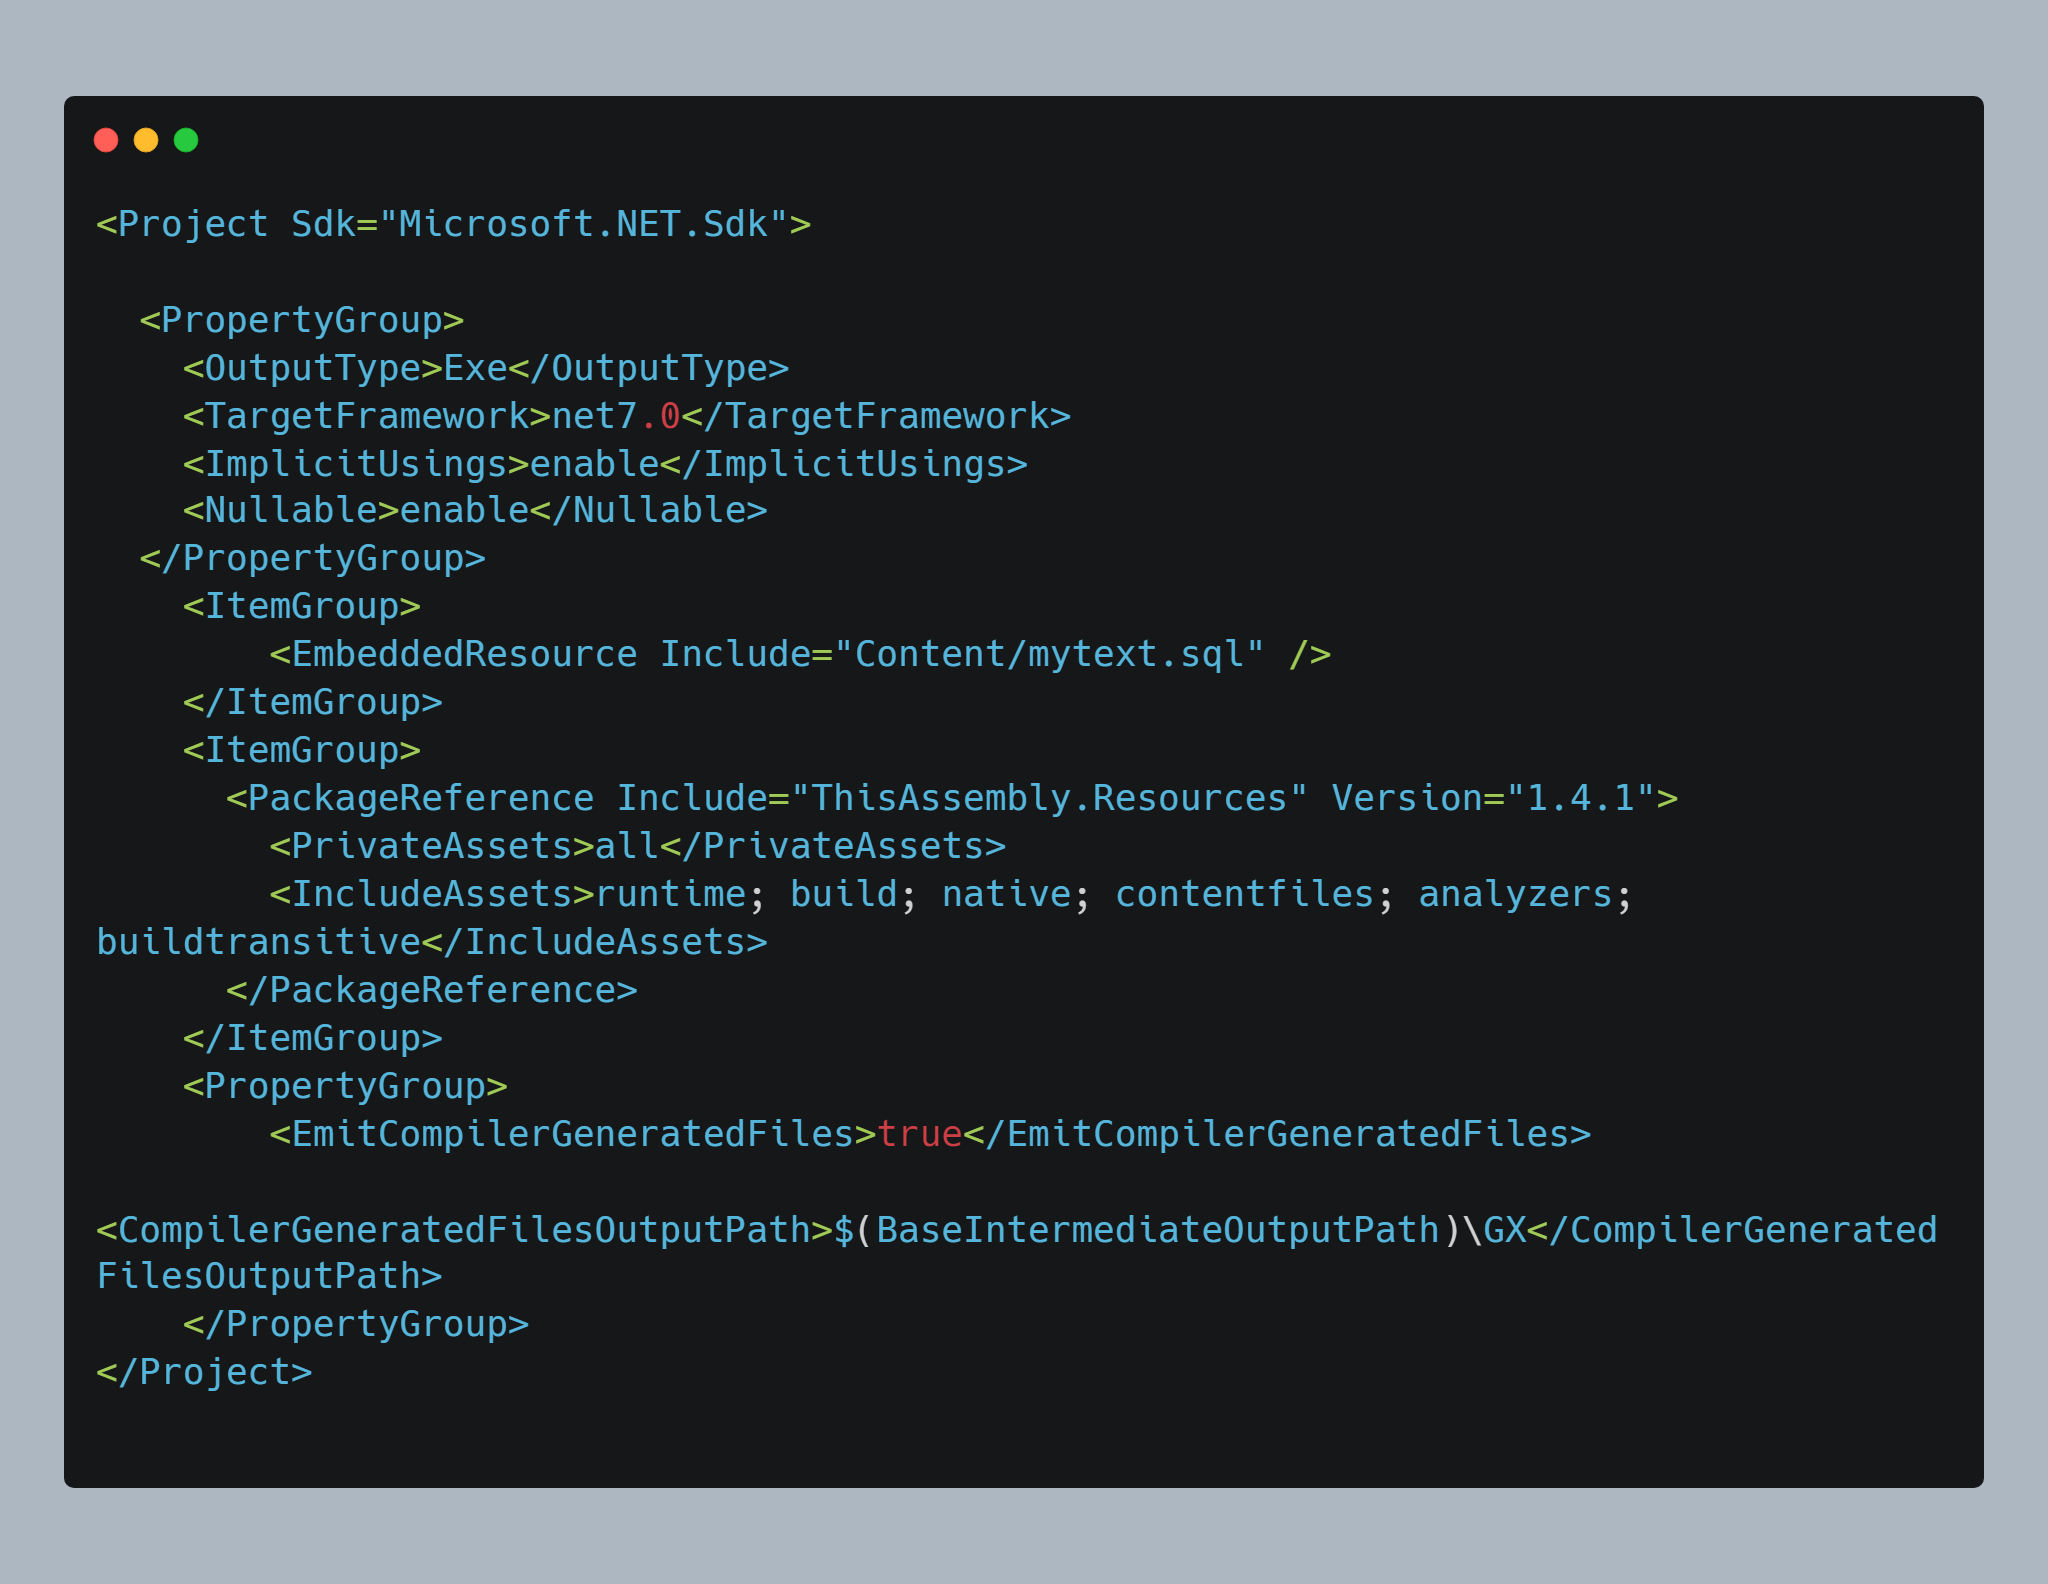 <Project Sdk="Microsoft.NET.Sdk">

  <PropertyGroup>
    <OutputType>Exe</OutputType>
    <TargetFramework>net7.0</TargetFramework>
    <ImplicitUsings>enable</ImplicitUsings>
    <Nullable>enable</Nullable>
  </PropertyGroup>
    <ItemGroup>
        <EmbeddedResource Include="Content/mytext.sql" />
    </ItemGroup>
    <ItemGroup>
      <PackageReference Include="ThisAssembly.Resources" Version="1.4.1">
        <PrivateAssets>all</PrivateAssets>
        <IncludeAssets>runtime; build; native; contentfiles; analyzers;
buildtransitive</IncludeAssets>
      </PackageReference>
    </ItemGroup>
    <PropertyGroup>
        <EmitCompilerGeneratedFiles>true</EmitCompilerGeneratedFiles>

<CompilerGeneratedFilesOutputPath>$(BaseIntermediateOutputPath)\GX</CompilerGenerated
FilesOutputPath>
    </PropertyGroup>
</Project>